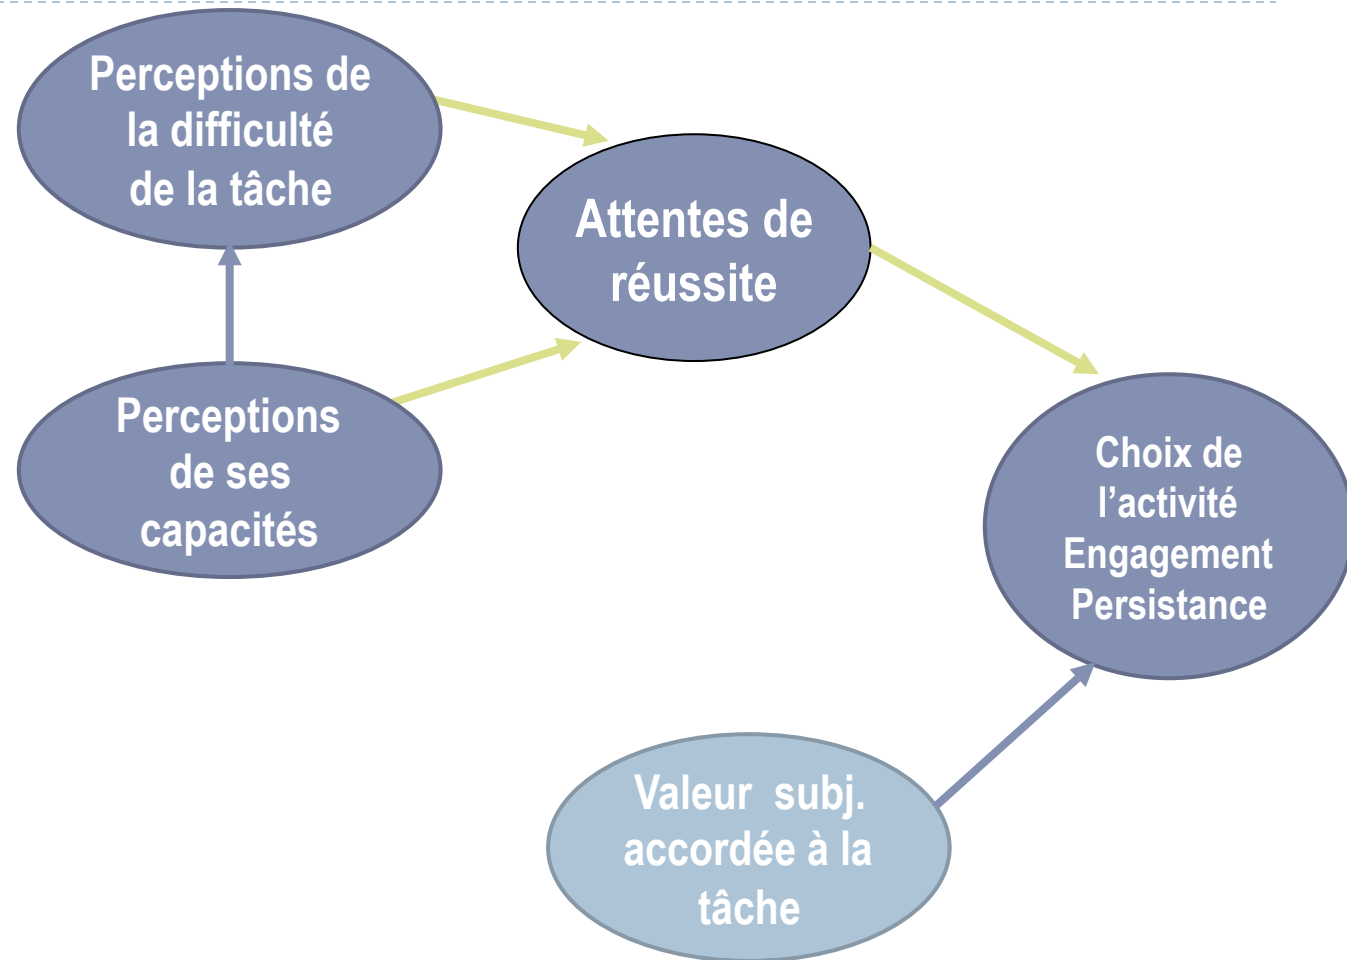 Perceptions de
la difficulté
de la tâche
Attentes de
réussite
Perceptions
de ses
capacités
Choix de
l’activité
Engagement
Persistance
Valeur  subj.
accordée à la
tâche